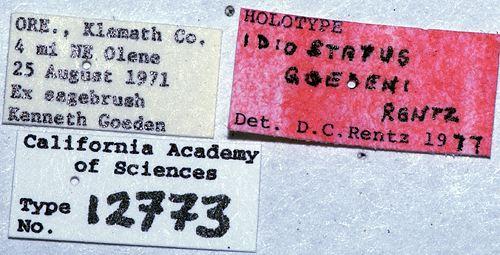 ORE., Klamath Co.
4 mi NE Olene
25 August 1971
Ex sagebrush
Kenneth Goeden
HOLOTYPE
IDIOSTATUS
GOEDENI
RENTZ
Det. D.C.Rentz 1977
California Academy
of Sciences
Type
No. 12773